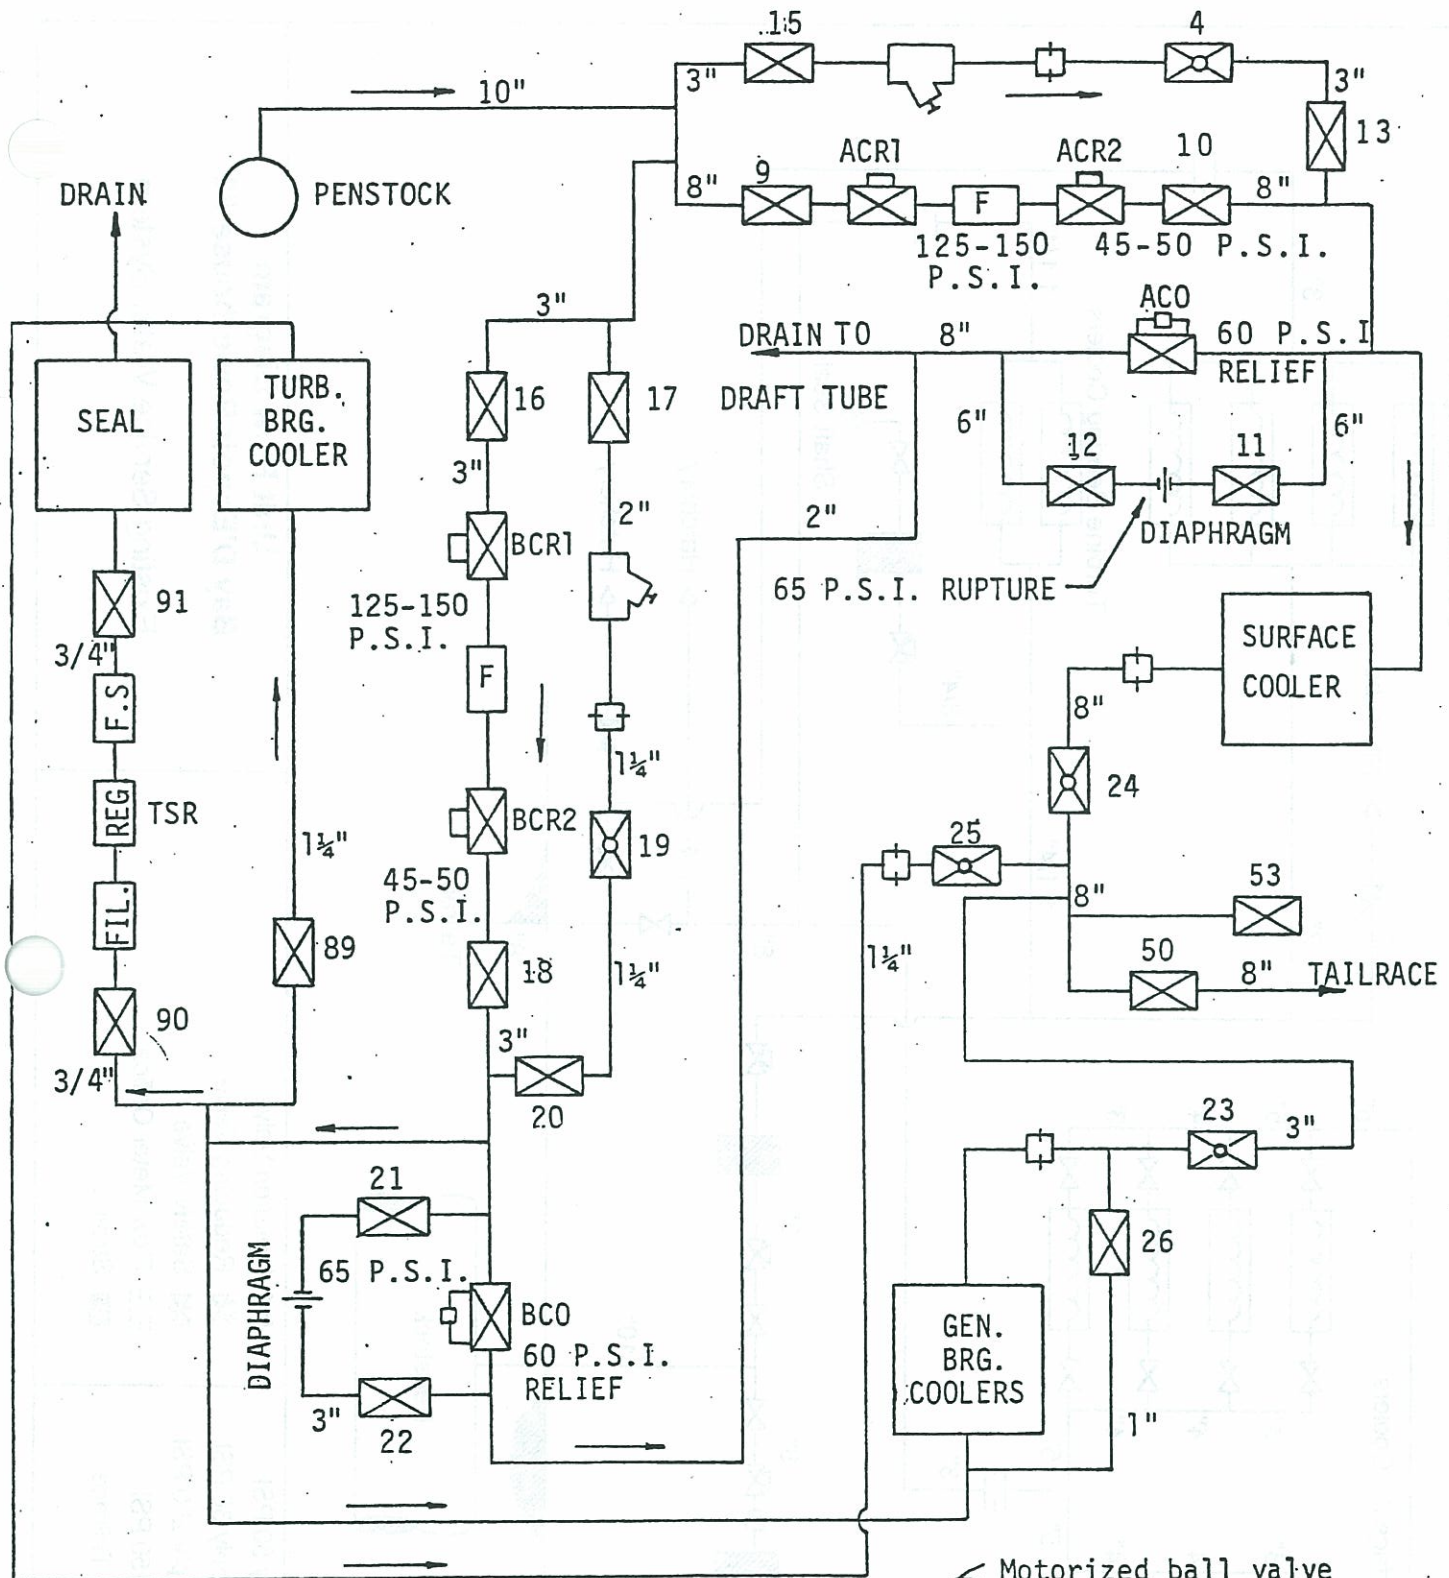 15
4
10"
3"
3"
13
ACR1
ACR2
10
9
DRAIN
PENSTOCK
8"
F
8"
125-150
P.S.I.
45-50 P.S.I.
3"
ACO
DRAIN TO
8"
60 P.S.I
RELIEF
DRAFT TUBE
SEAL
TURB.
BRG.
COOLER
16
17
6"
6"
12
11
3"
2"
2"
BCR1
DIAPHRAGM
65 P.S.I. RUPTURE
91
125-150
P.S.I.
3/4"
SURFACE
COOLER
F.S
F
8"
1¼"
24
REG
TSR
BCR2
19
1¼"
25
45-50
P.S.I.
8"
53
FIL.
89
18
1¼"
1¼"
50
8"
TAILRACE
90
3"
3/4"
20
23
3"
21
26
DIAPHRAGM
65 P.S.I.
BCO
60 P.S.I.
RELIEF
GEN.
BRG.
COOLERS
3"
22
1"
Motorized ball valve